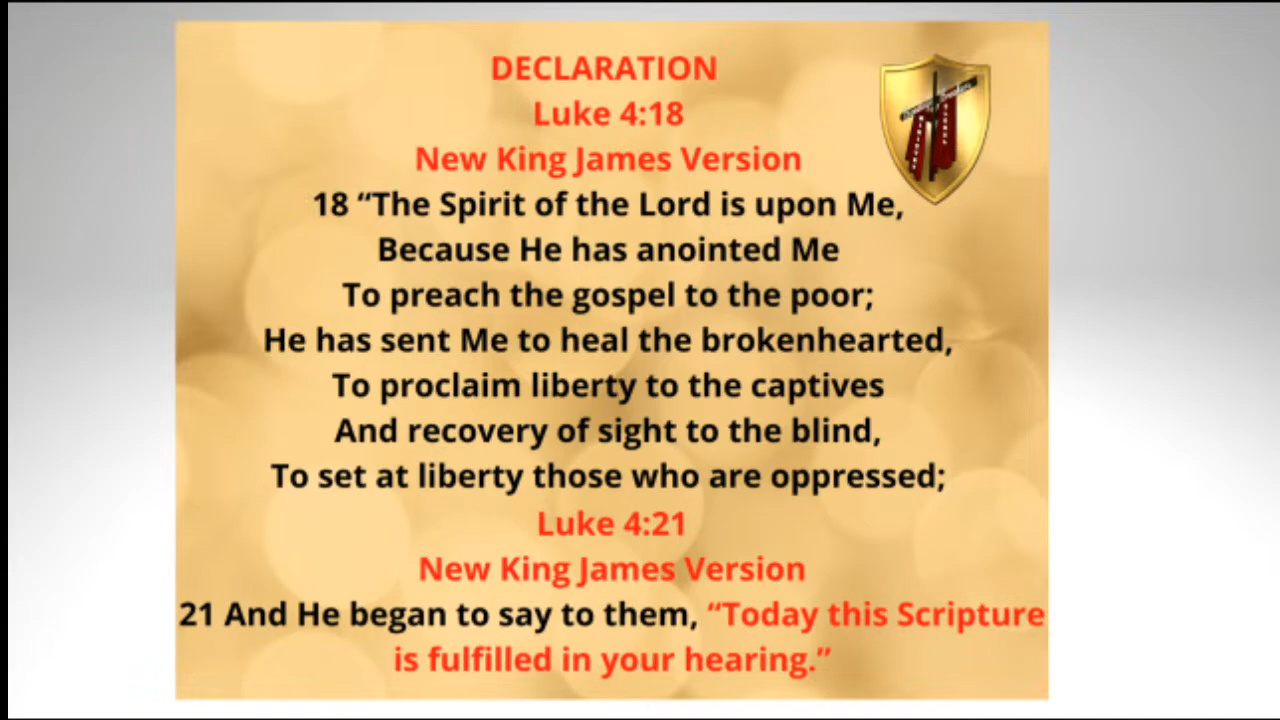 DECLARATION
Luke 4:18
New King James Version
18 “The Spirit of the Lord is upon Me,
Because He has anointed Me
To preach the gospel to the poor;
He has sent Me to heal the brokenhearted,
To proclaim liberty to the captives
And recovery of sight to the blind,
To set at liberty those who are oppressed;
Luke 4:21
New King James Version
21 And He began to say to them, “Today this Scripture
is fulfilled in your hearing.”